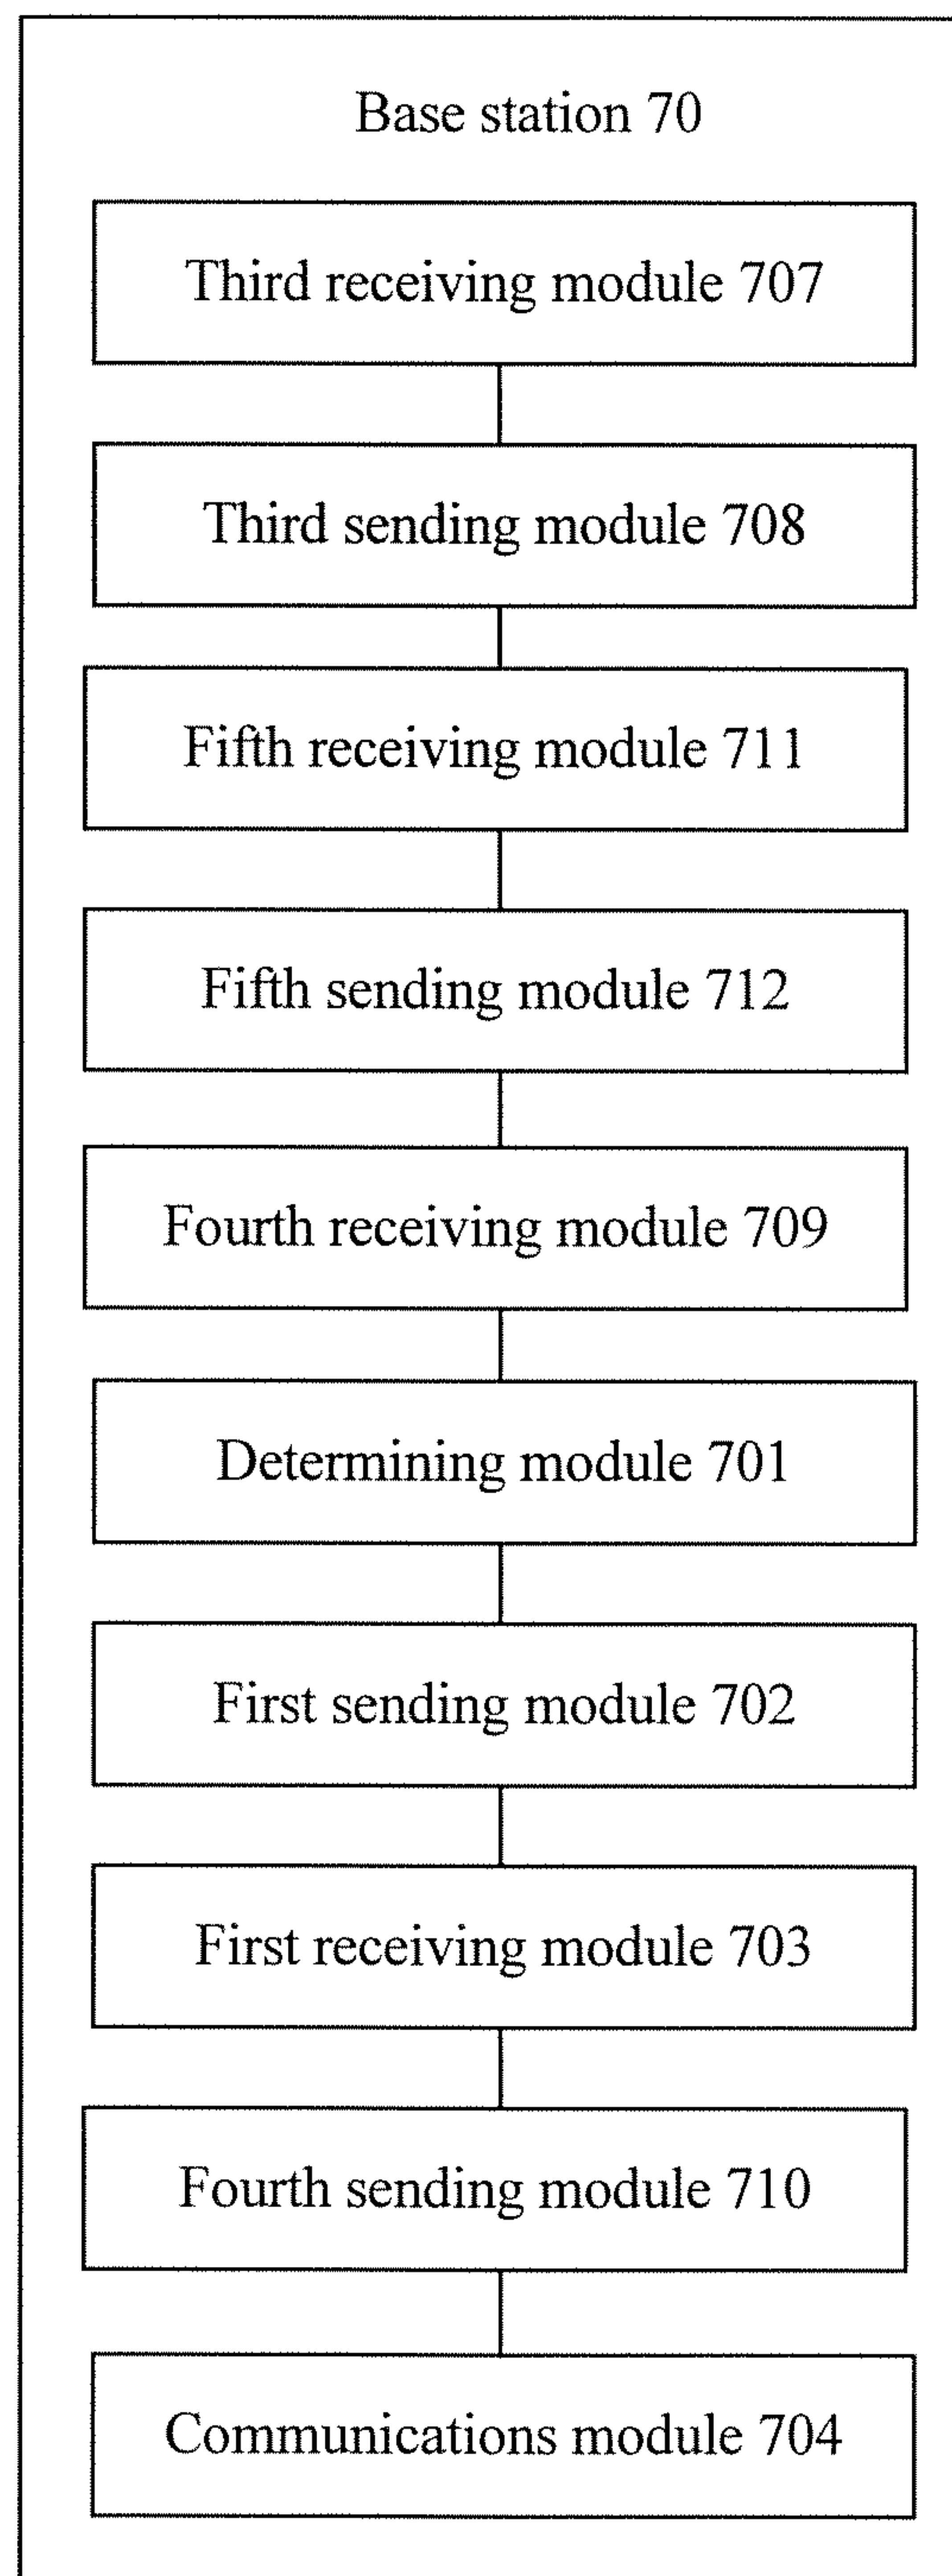 Base station 70
Third receiving module 707
Third sending module 708
Fifth receiving module 711
Fifth sending module 712
Fourth receiving module 709
Determining module 701
First sending module 702
First receiving module 703
Fourth sending module 710
Communications module 704